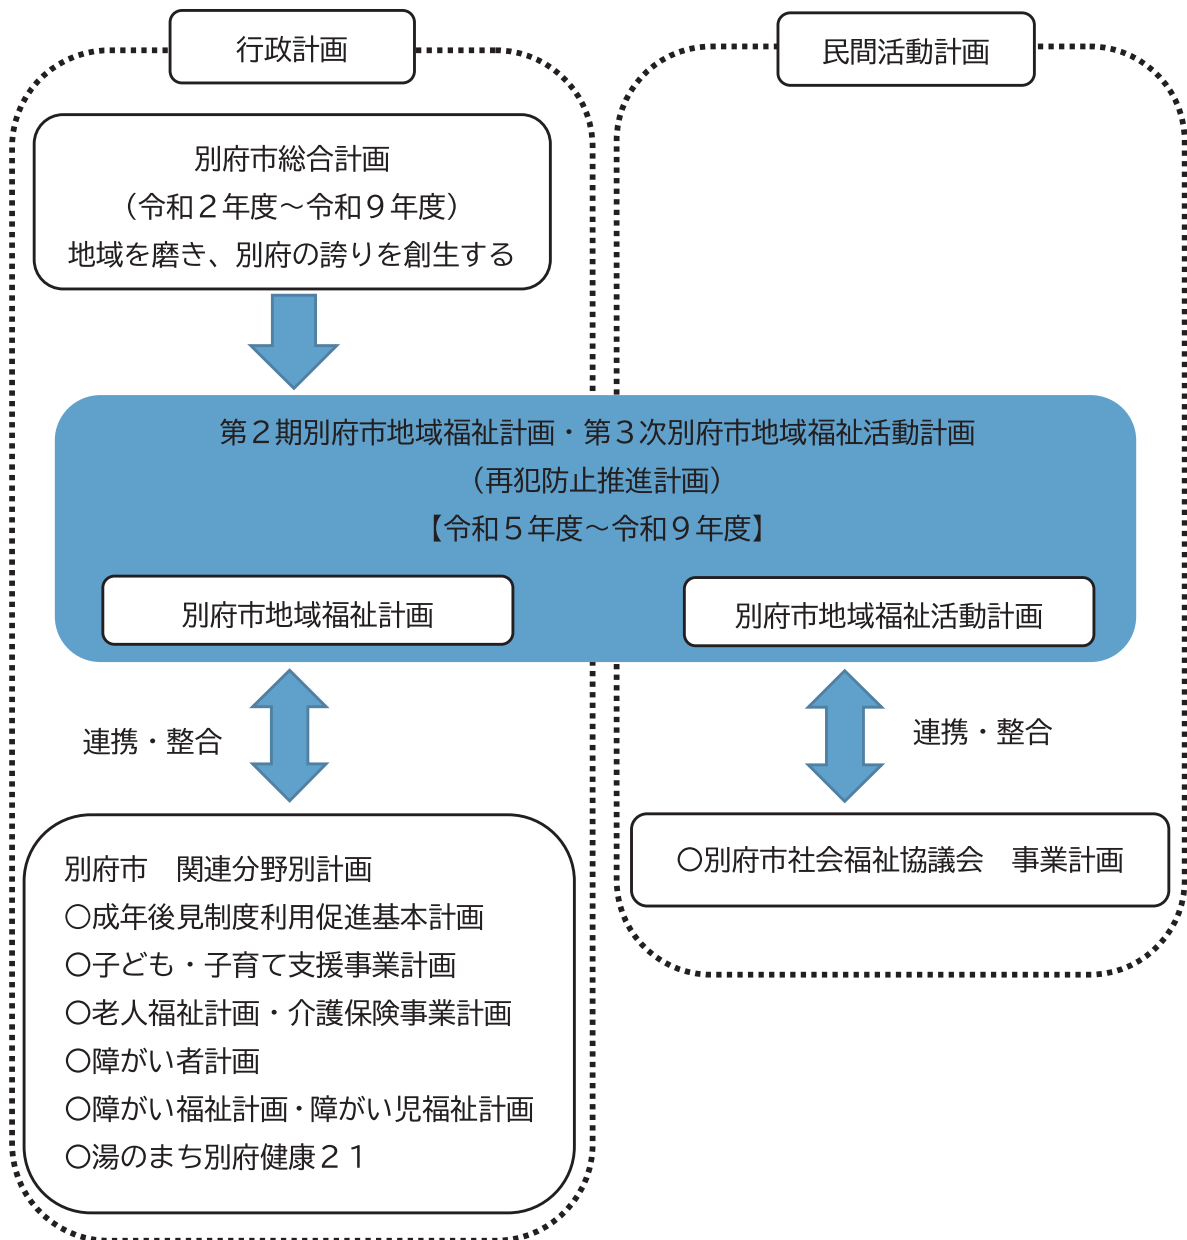 行政計画
民間活動計画
別府市総合計画
（令和２年度～令和９年度）
地域を磨き、別府の誇りを創生する
第２期別府市地域福祉計画・第３次別府市地域福祉活動計画
（再犯防止推進計画）
【令和５年度～令和９年度】
別府市地域福祉計画
別府市地域福祉活動計画
連携・整合
連携・整合
別府市　関連分野別計画
〇成年後見制度利用促進基本計画
〇子ども・子育て支援事業計画
〇老人福祉計画・介護保険事業計画
〇障がい者計画
〇障がい福祉計画・障がい児福祉計画
〇湯のまち別府健康２１
〇別府市社会福祉協議会　事業計画